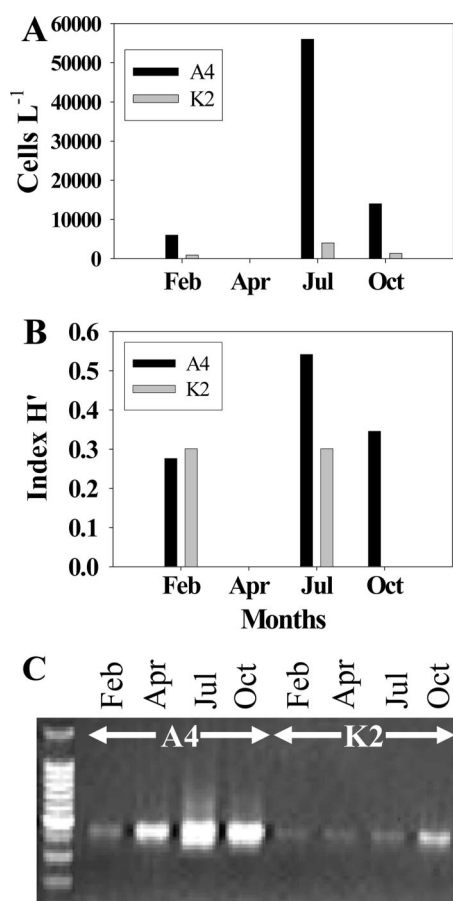 A
60000
50000
40000
30000
20000
10000
0
Cells L⁻¹
A4
K2
Feb Apr Jul Oct
B
0.6
0.5
0.4
0.3
0.2
0.1
0.0
Index H'
A4
K2
Feb Apr Jul Oct
Months
C
Feb Apr Jul Oct Feb Apr Jul Oct
A4 K2